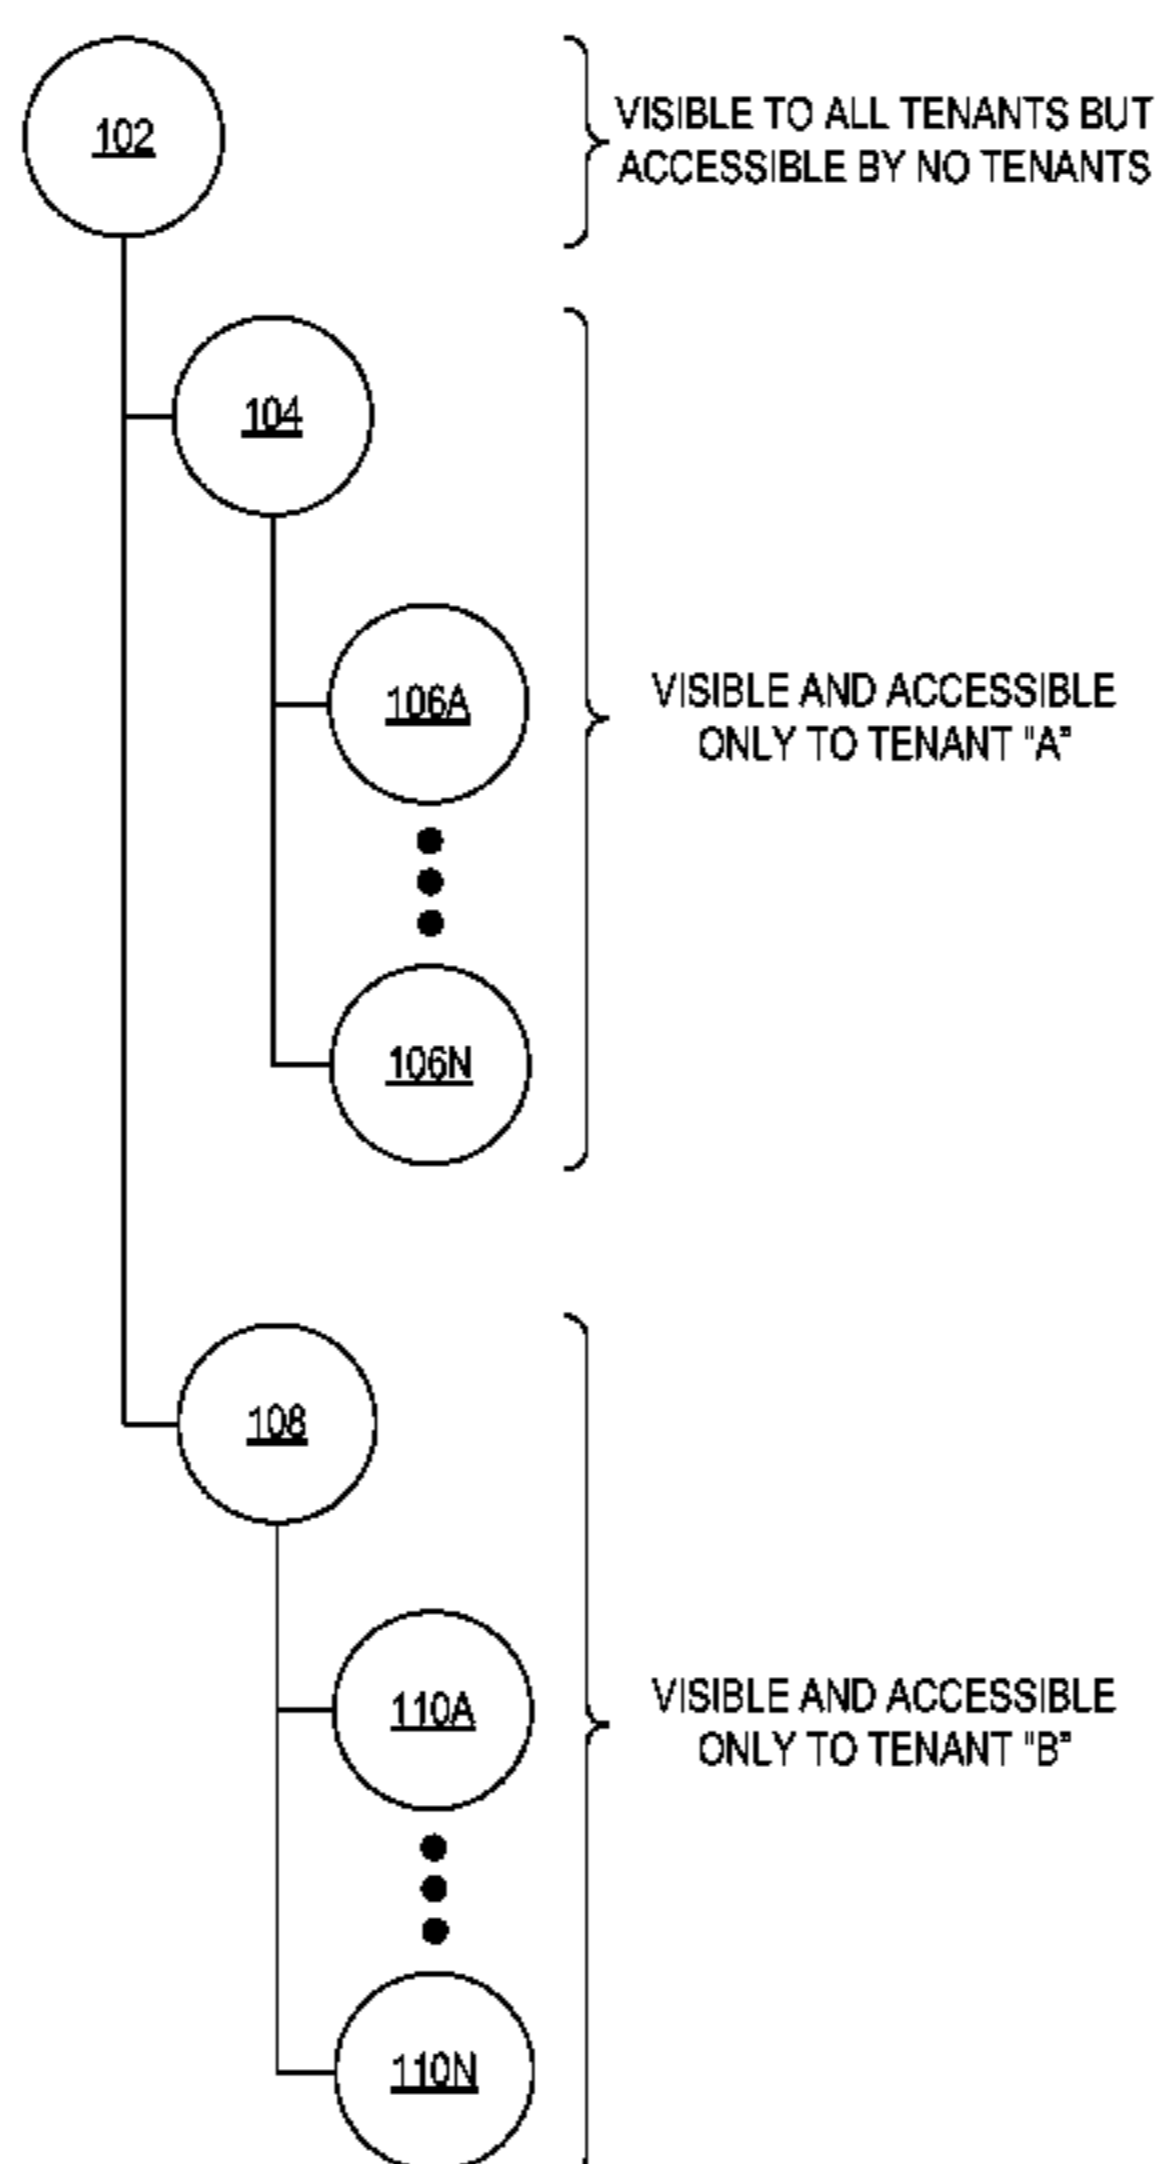 102
VISIBLE TO ALL TENANTS BUT
ACCESSIBLE BY NO TENANTS
104
106A
VISIBLE AND ACCESSIBLE
ONLY TO TENANT "A"
106N
108
110A
VISIBLE AND ACCESSIBLE
ONLY TO TENANT "B"
110N